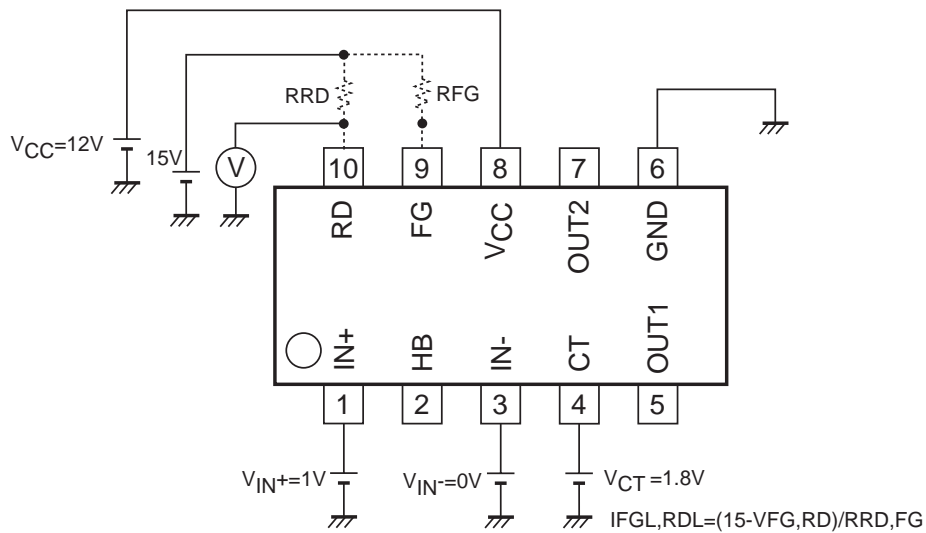 RRD
RFG
VCC=12V
15V
V
10
9
8
7
6
RD
FG
VCC
OUT2
GND
IN+
HB
IN-
CT
OUT1
1
2
3
4
5
VIN+=1V
VIN-=0V
VCT =1.8V
IFGL,RDL=(15-VFG,RD)/RRD,FG